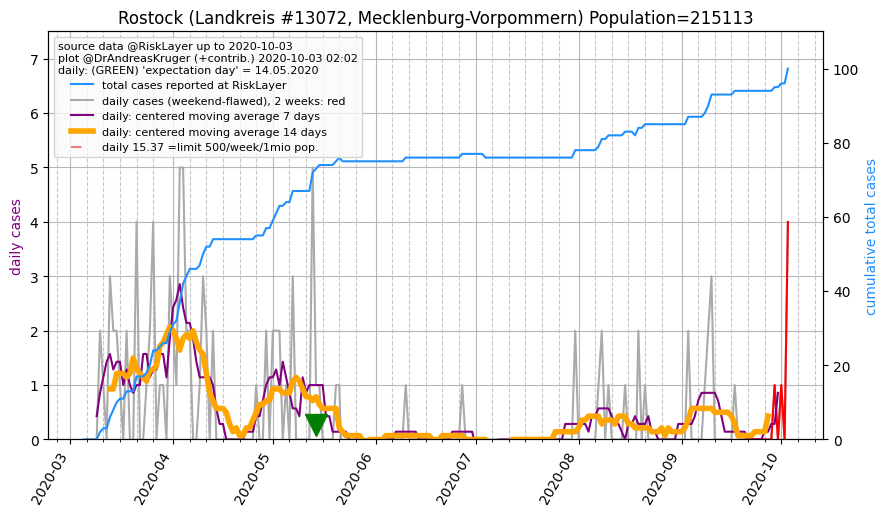 Rostock (Landkreis #13072, Mecklenburg-Vorpommern) Population=215113
source data @RiskLayer up to 2020-10-03
plot @DrAndreasKruger (+contrib.) 2020-10-03 02:02
daily: (GREEN) 'expectation day' = 14.05.2020
total cases reported at RiskLayer
daily cases (weekend-flawed), 2 weeks: red
daily: centered moving average 7 days
daily: centered moving average 14 days
daily 15.37 =limit 500/week/1mio pop.
daily cases
7
6
5
4
3
2
1
0
cumulative total cases
100
80
60
40
20
0
2020-03
2020-04
2020-05
2020-06
2020-07
2020-08
2020-09
2020-10